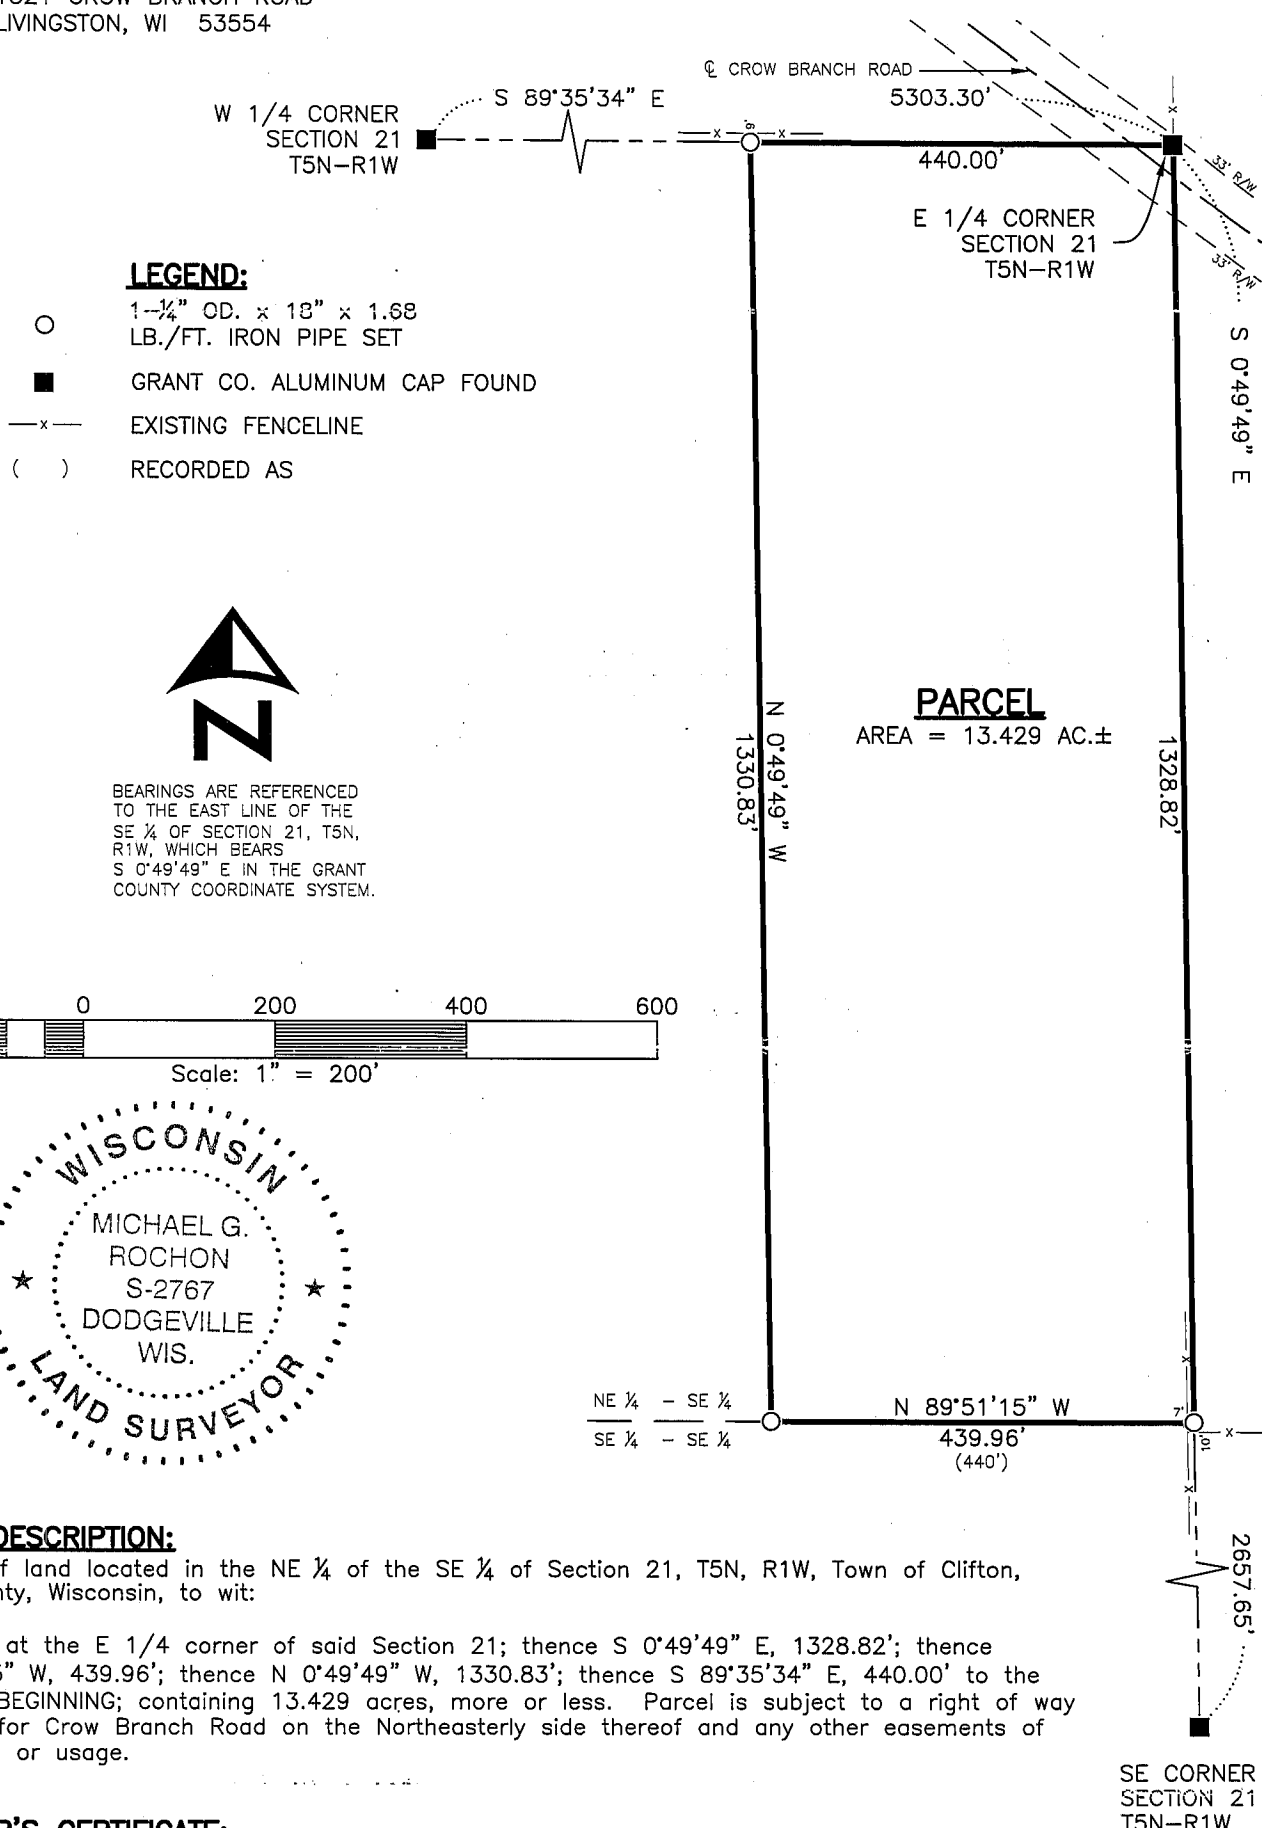 LIVINGSTON, WI 53554
℄ CROW BRANCH ROAD
S 89°35'34" E
5303.30'
W 1/4 CORNER
SECTION 21
T5N-R1W
6'
440.00'
33' R/W
33' R/W
E 1/4 CORNER
SECTION 21
T5N-R1W
S 0°49'49" E
LEGEND:
1-¼" OD. x 18" x 1.68
LB./FT. IRON PIPE SET
GRANT CO. ALUMINUM CAP FOUND
—x— EXISTING FENCELINE
( ) RECORDED AS
N
BEARINGS ARE REFERENCED
TO THE EAST LINE OF THE
SE ¼ OF SECTION 21, T5N,
R1W, WHICH BEARS
S 0°49'49" E IN THE GRANT
COUNTY COORDINATE SYSTEM.
N 0°49'49" W
1330.83'
PARCEL
AREA = 13.429 AC.±
1328.82'
0 200 400 600
Scale: 1" = 200'
WISCONSIN
MICHAEL G.
ROCHON
S-2767
DODGEVILLE
WIS.
LAND SURVEYOR
NE ¼ - SE ¼
SE ¼ - SE ¼
N 89°51'15" W
439.96'
(440')
7'
10'
2657.65'
SE CORNER
SECTION 21
T5N-R1W
DESCRIPTION:
f land located in the NE ¼ of the SE ¼ of Section 21, T5N, R1W, Town of Clifton,
nty, Wisconsin, to wit:
at the E 1/4 corner of said Section 21; thence S 0°49'49" E, 1328.82'; thence
" W, 439.96'; thence N 0°49'49" W, 1330.83'; thence S 89°35'34" E, 440.00' to the
BEGINNING; containing 13.429 acres, more or less. Parcel is subject to a right of way
for Crow Branch Road on the Northeasterly side thereof and any other easements of
or usage.